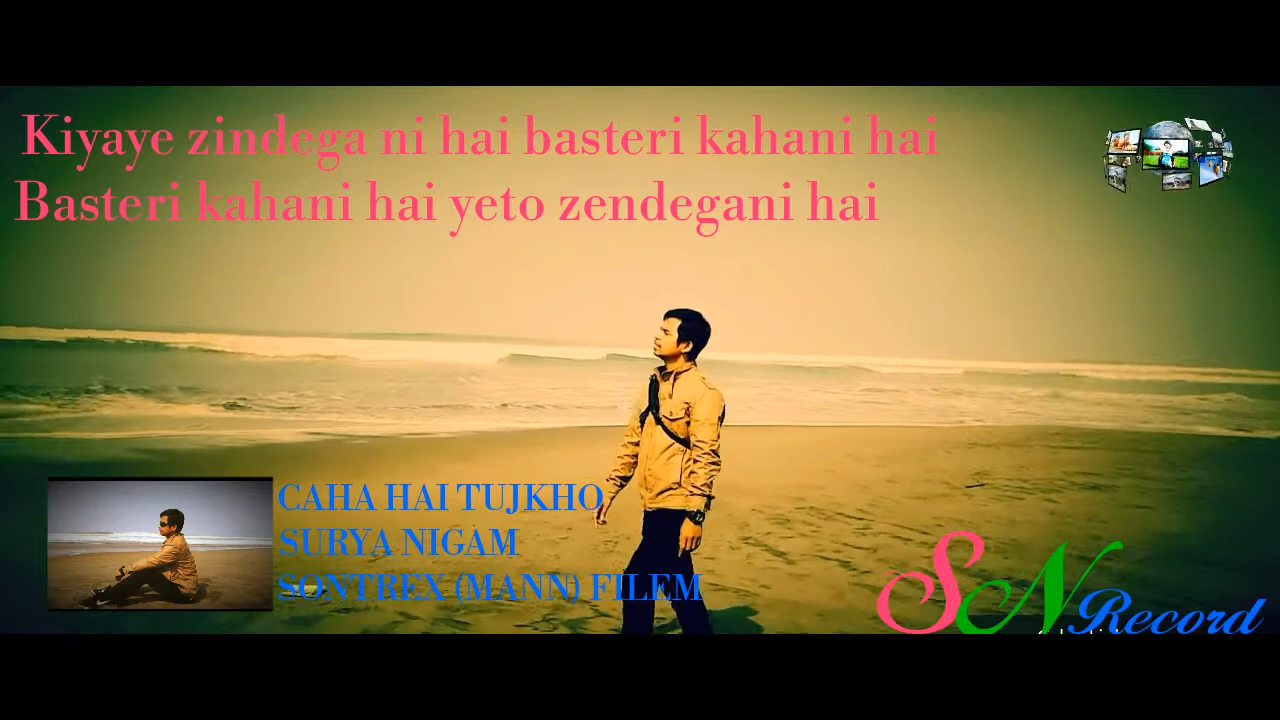 Kiyaye zindega ni hai basteri kahani hai
Basteri kahani hai yeto zendegani hai
CAHA HAI TUJKHO
SURYA NIGAM
SONTREX (MANN) FILEM
SN Record